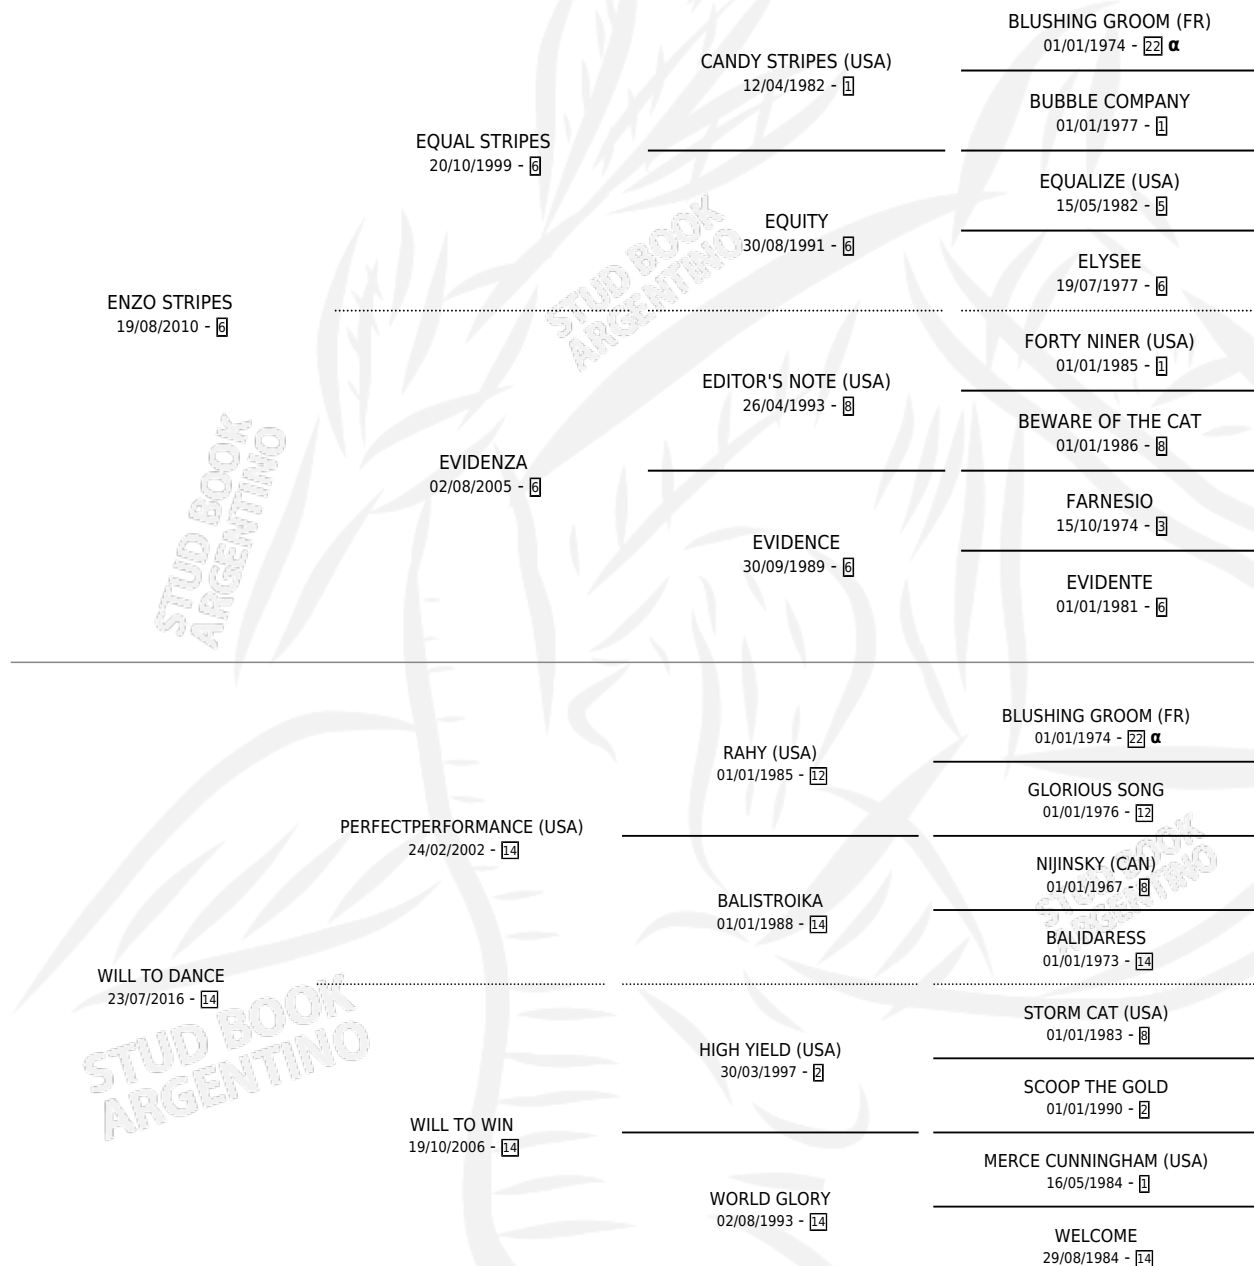 BLUSHING GROOM (FR)
01/01/1974 - 22 α
CANDY STRIPES (USA)
12/04/1982 - 1
BUBBLE COMPANY
01/01/1977 - 1
EQUAL STRIPES
20/10/1999 - 6
EQUALIZE (USA)
15/05/1982 - 5
EQUITY
30/08/1991 - 6
ELYSEE
19/07/1977 - 6
ENZO STRIPES
19/08/2010 - 6
FORTY NINER (USA)
01/01/1985 - 1
EDITOR'S NOTE (USA)
26/04/1993 - 8
BEWARE OF THE CAT
01/01/1986 - 8
EVIDENZA
02/08/2005 - 6
FARNESIO
15/10/1974 - 3
EVIDENCE
30/09/1989 - 6
EVIDENTE
01/01/1981 - 6
BLUSHING GROOM (FR)
01/01/1974 - 22 α
RAHY (USA)
01/01/1985 - 12
GLORIOUS SONG
01/01/1976 - 12
PERFECTPERFORMANCE (USA)
24/02/2002 - 14
NIJINSKY (CAN)
01/01/1967 - 8
BALISTROIKA
01/01/1988 - 14
BALIDARESS
01/01/1973 - 14
WILL TO DANCE
23/07/2016 - 14
STORM CAT (USA)
01/01/1983 - 8
HIGH YIELD (USA)
30/03/1997 - 2
SCOOP THE GOLD
01/01/1990 - 2
WILL TO WIN
19/10/2006 - 14
MERCE CUNNINGHAM (USA)
16/05/1984 - 1
WORLD GLORY
02/08/1993 - 14
WELCOME
29/08/1984 - 14
STUD BOOK
ARGENTINO
STUD BOOK
ARGENTINO
STUD BOOK
ARGENTINO
STUD BOOK
ARGENTINO